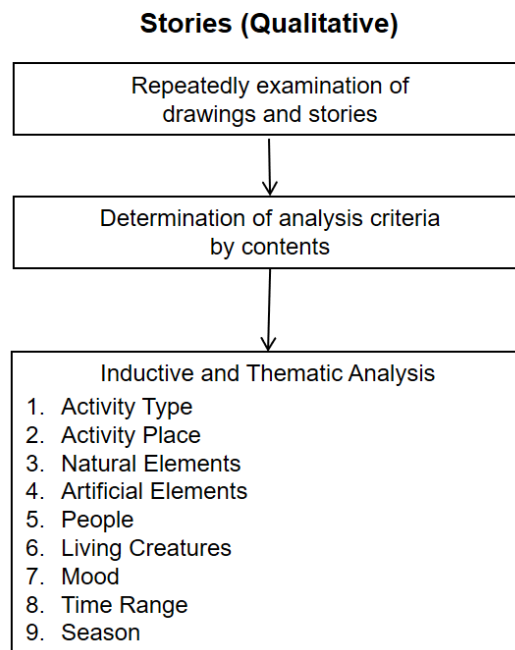 Stories (Qualitative)
Repeatedly examination of
drawings and stories
Determination of analysis criteria
by contents
Inductive and Thematic Analysis
1. Activity Type
2. Activity Place
3. Natural Elements
4. Artificial Elements
5. People
6. Living Creatures
7. Mood
8. Time Range
9. Season